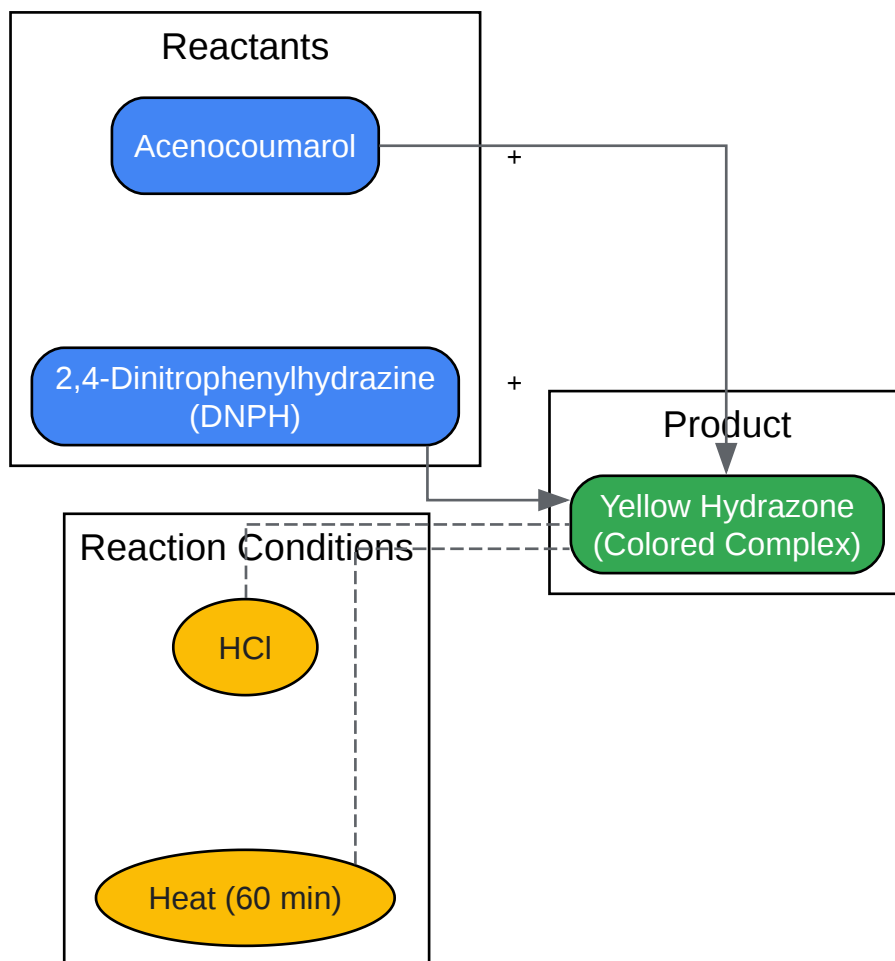 Reactants
Acenocoumarol
+
2,4-Dinitrophenylhydrazine
(DNPH)
+
Product
Yellow Hydrazone
(Colored Complex)
Reaction Conditions
HCl
Heat (60 min)